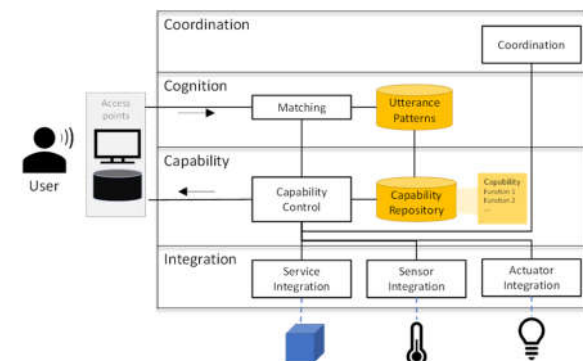 Coordination
Coordination
Cognition
Access
points
Matching
Utterance
Patterns
User
Capability
Capability
Control
Capability
Repository
Capability
Function 1
Function 2
...
Integration
Service
Integration
Sensor
Integration
Actuator
Integration